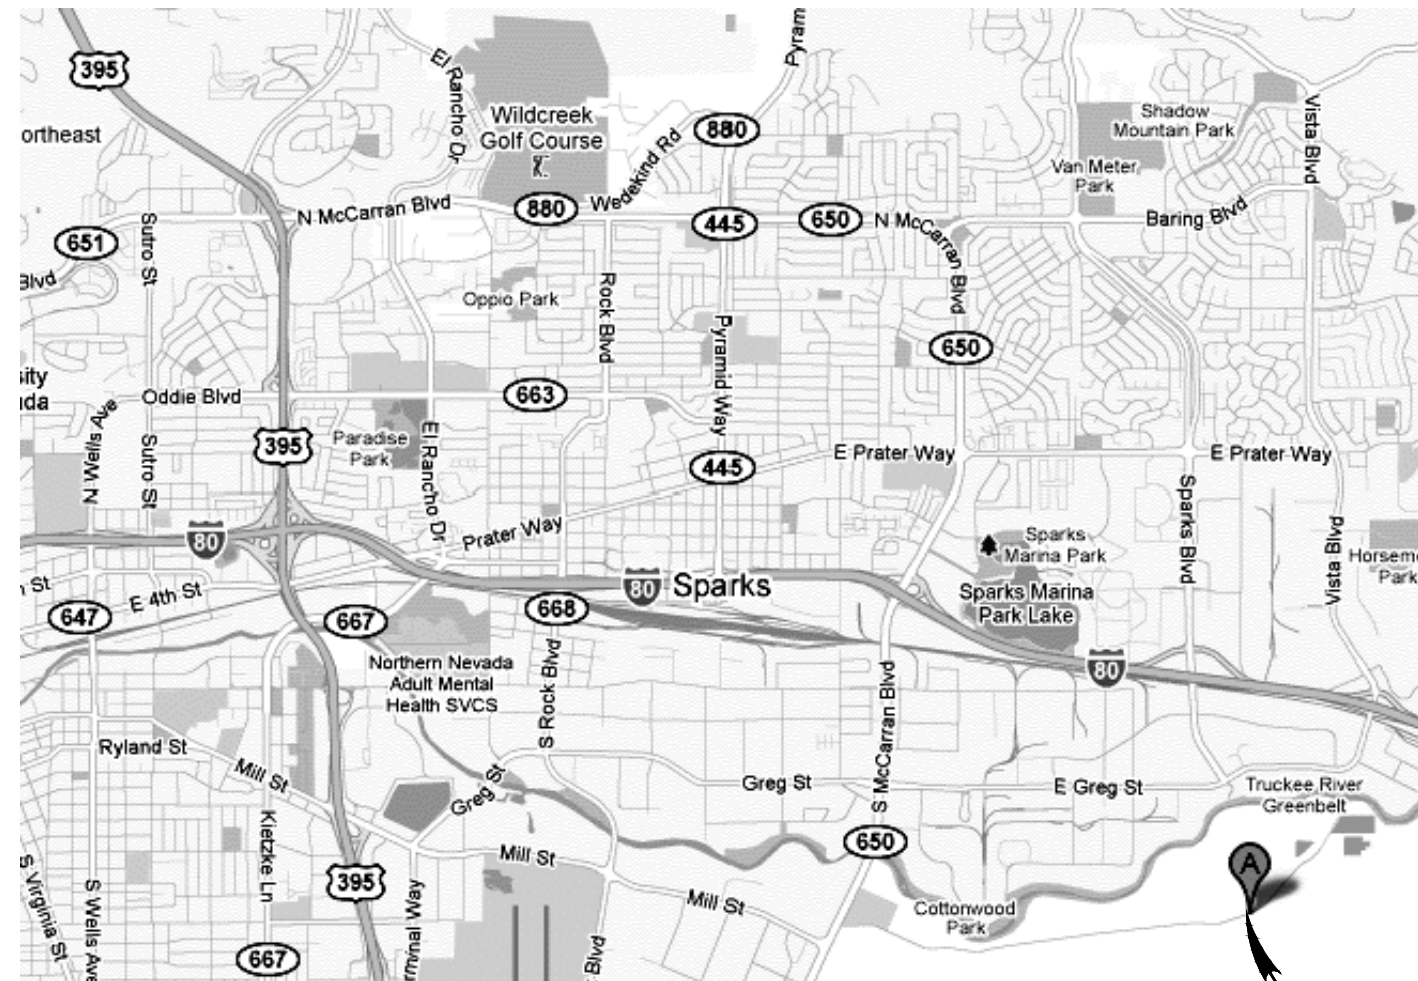 Pyram
395
El Rancho Dr
Wildcreek
Golf Course
880
Wedekind Rd
Shadow
Mountain Park
Vista Blvd
ortheast
Van Meter
Park
N McCarran Blvd
880
445
650
N McCarran Blvd
Baring Blvd
651
Sutro St
Blvd
Oppio Park
Rock Blvd
Pyramid Way
650
sity
da
Oddie Blvd
663
N Wells Ave
Sutro St
395
Paradise
Park
El Rancho Dr
445
E Prater Way
E Prater Way
Sparks Blvd
Vista Blvd
80
Prater Way
Sparks
Marina Park
Horsem
Park
St
E 4th St
80
Sparks
Sparks Marina
Park Lake
647
667
668
Northern Nevada
Adult Mental
Health SVCS
S Rock Blvd
S McCarran Blvd
80
Ryland St
Mill St
Greg St
Greg St
E Greg St
Truckee River
Greenbelt
Kietzke Ln
650
Mill St
A
395
S Virginia St
S Wells Ave
rminal Way
Mill St
Cottonwood
Park
667
Blvd